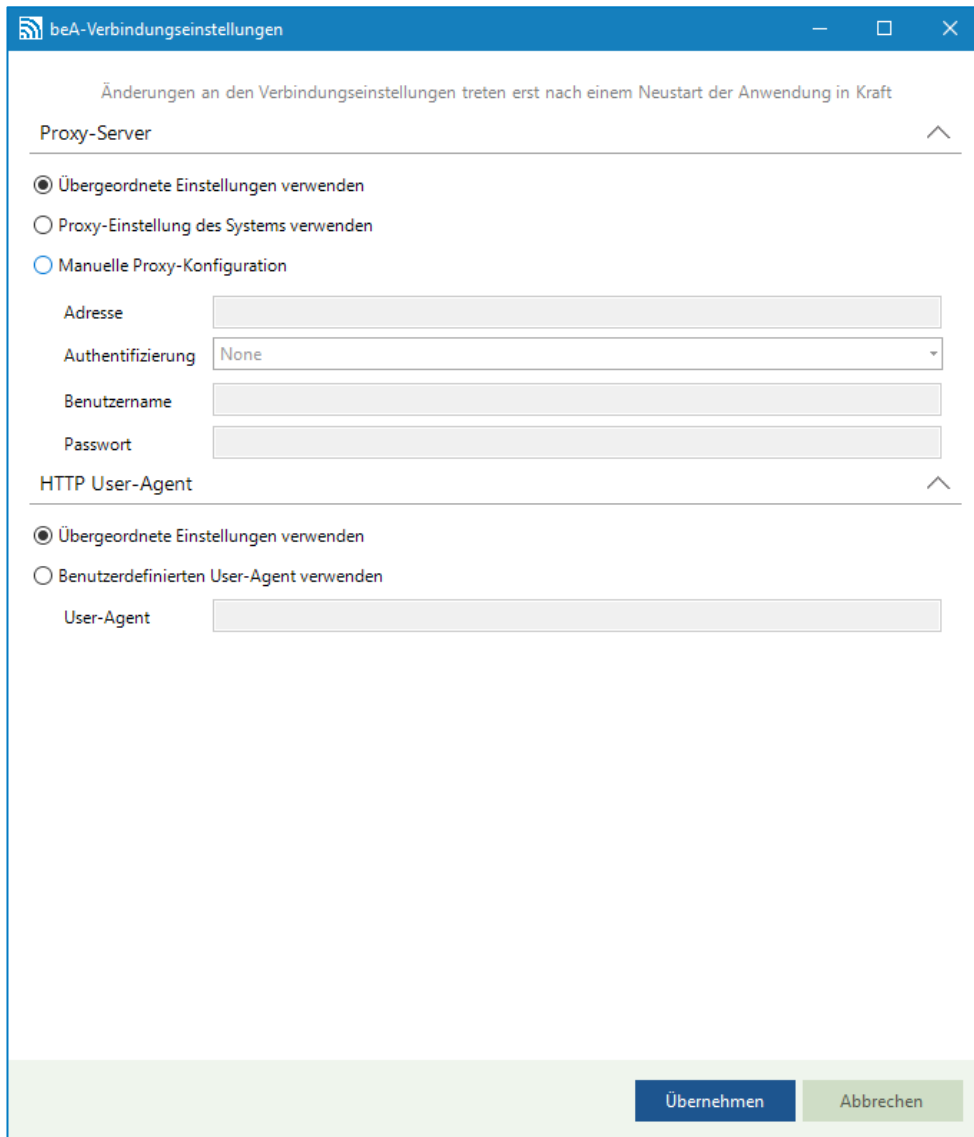 beA-Verbindungseinstellungen
Änderungen an den Verbindungseinstellungen treten erst nach einem Neustart der Anwendung in Kraft
Proxy-Server
Übergeordnete Einstellungen verwenden
Proxy-Einstellung des Systems verwenden
Manuelle Proxy-Konfiguration
Adresse
Authentifizierung None
Benutzername
Passwort
HTTP User-Agent
Übergeordnete Einstellungen verwenden
Benutzerdefinierten User-Agent verwenden
User-Agent
Übernehmen Abbrechen